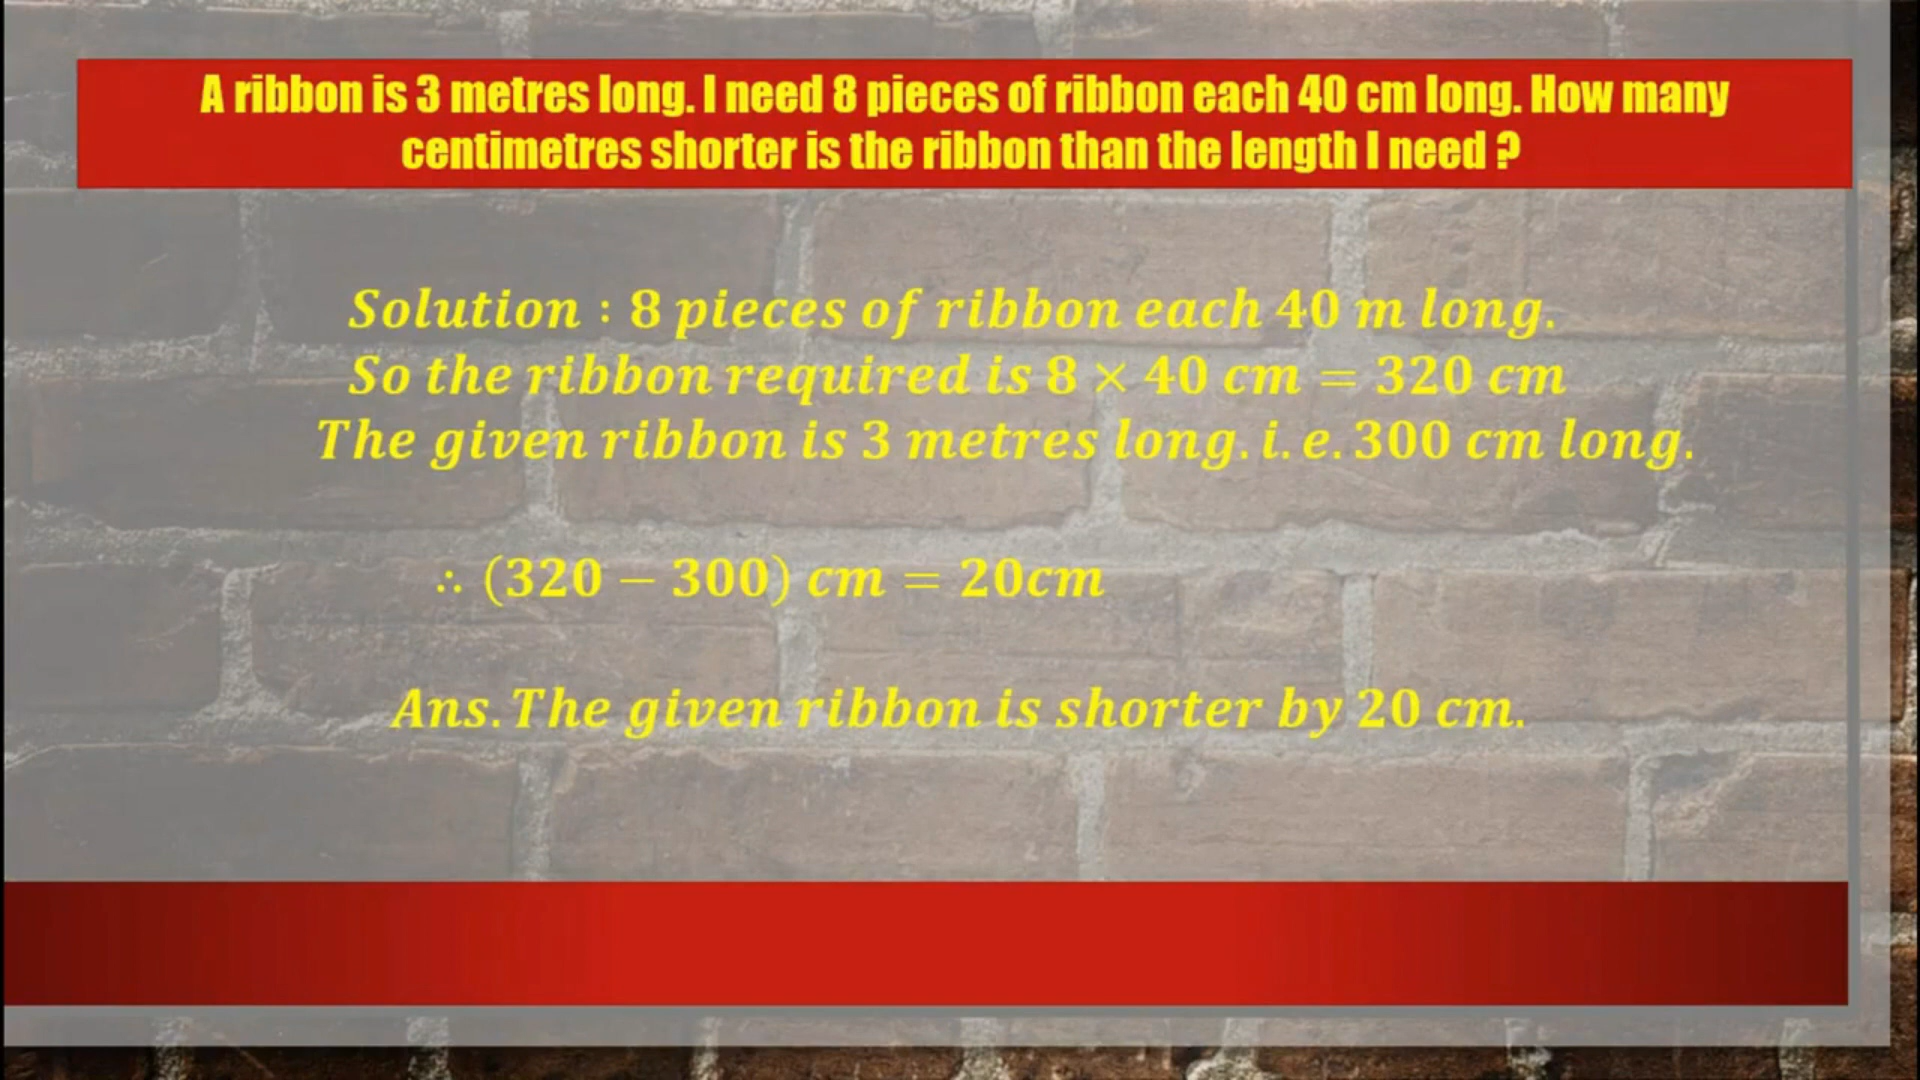 A ribbon is 3 metres long. I need 8 pieces of ribbon each 40 cm long. How many
centimetres shorter is the ribbon than the length I need ?
Solution : 8 pieces of ribbon each 40 m long.
So the ribbon required is 8 × 40 cm = 320 cm
The given ribbon is 3 metres long. i. e. 300 cm long.
∴ (320 − 300) cm = 20cm
Ans. The given ribbon is shorter by 20 cm.